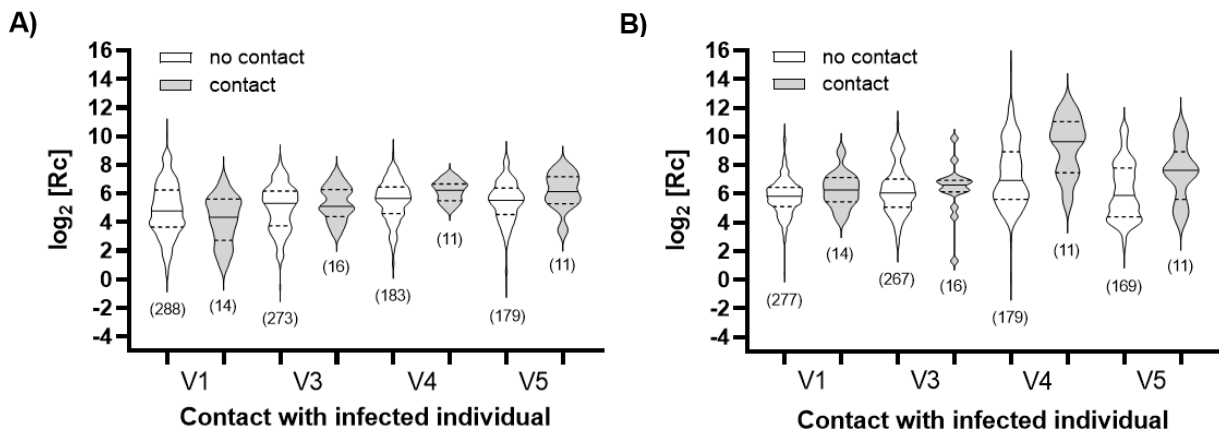 A)
16
14
12
10
8
6
4
2
0
-2
-4
log2 [Rc]
no contact
contact
(288)
(14)
(273)
(16)
(183)
(11)
(179)
(11)
V1
V3
V4
V5
Contact with infected individual
B)
16
14
12
10
8
6
4
2
0
-2
-4
log2 [Rc]
no contact
contact
(277)
(14)
(267)
(16)
(179)
(11)
(169)
(11)
V1
V3
V4
V5
Contact with infected individual